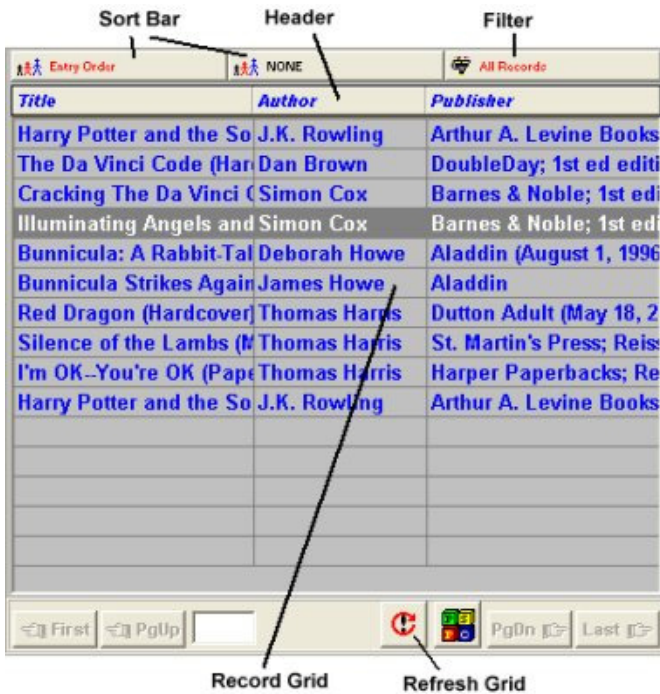 Sort Bar Header Filter
Entry Order NONE All Records
Title Author Publisher
Harry Potter and the So J.K. Rowling Arthur A. Levine Books
The Da Vinci Code (Har Dan Brown DoubleDay; 1st ed editi
Cracking The Da Vinci C Simon Cox Barnes & Noble; 1st edi
Illuminating Angels and Simon Cox Barnes & Noble; 1st edi
Bunnicula: A Rabbit-Tal Deborah Howe Aladdin (August 1, 1996
Bunnicula Strikes Again James Howe Aladdin
Red Dragon (Hardcover) Thomas Harris Dutton Adult (May 18, 2
Silence of the Lambs (M Thomas Harris St. Martin's Press; Reis
I'm OK--You're OK (Pape Thomas Harris Harper Paperbacks; Re
Harry Potter and the So J.K. Rowling Arthur A. Levine Books
First PgUp PgDn Last
Record Grid Refresh Grid